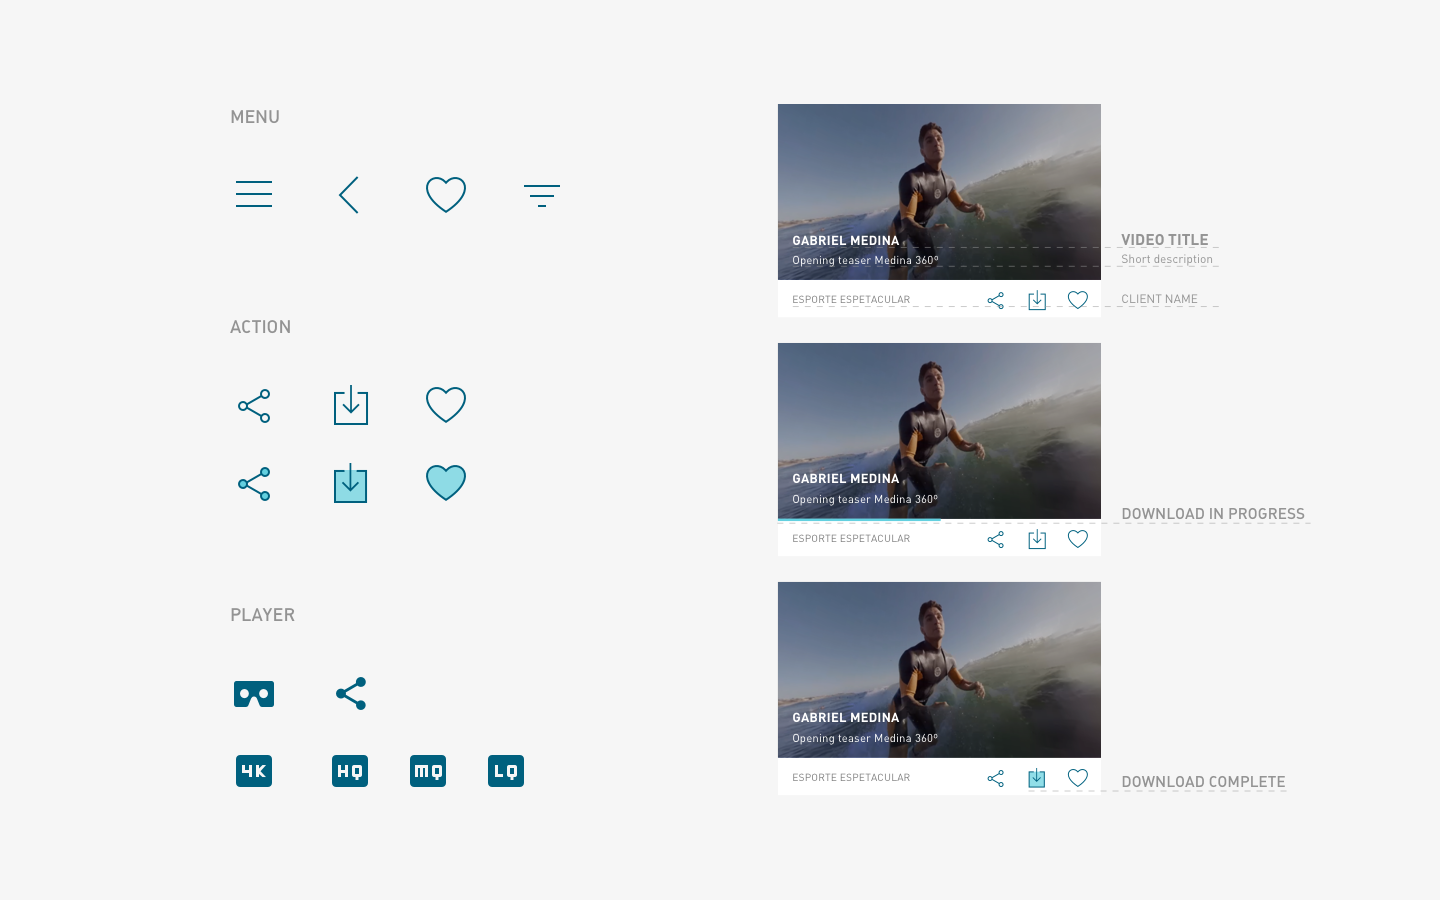 MENU
ACTION
PLAYER
4K
HQ
MQ
LQ
GABRIEL MEDINA
Opening teaser Medina 360º
ESPORTE ESPETACULAR
VIDEO TITLE
Short description
CLIENT NAME
GABRIEL MEDINA
Opening teaser Medina 360º
ESPORTE ESPETACULAR
DOWNLOAD IN PROGRESS
GABRIEL MEDINA
Opening teaser Medina 360º
ESPORTE ESPETACULAR
DOWNLOAD COMPLETE